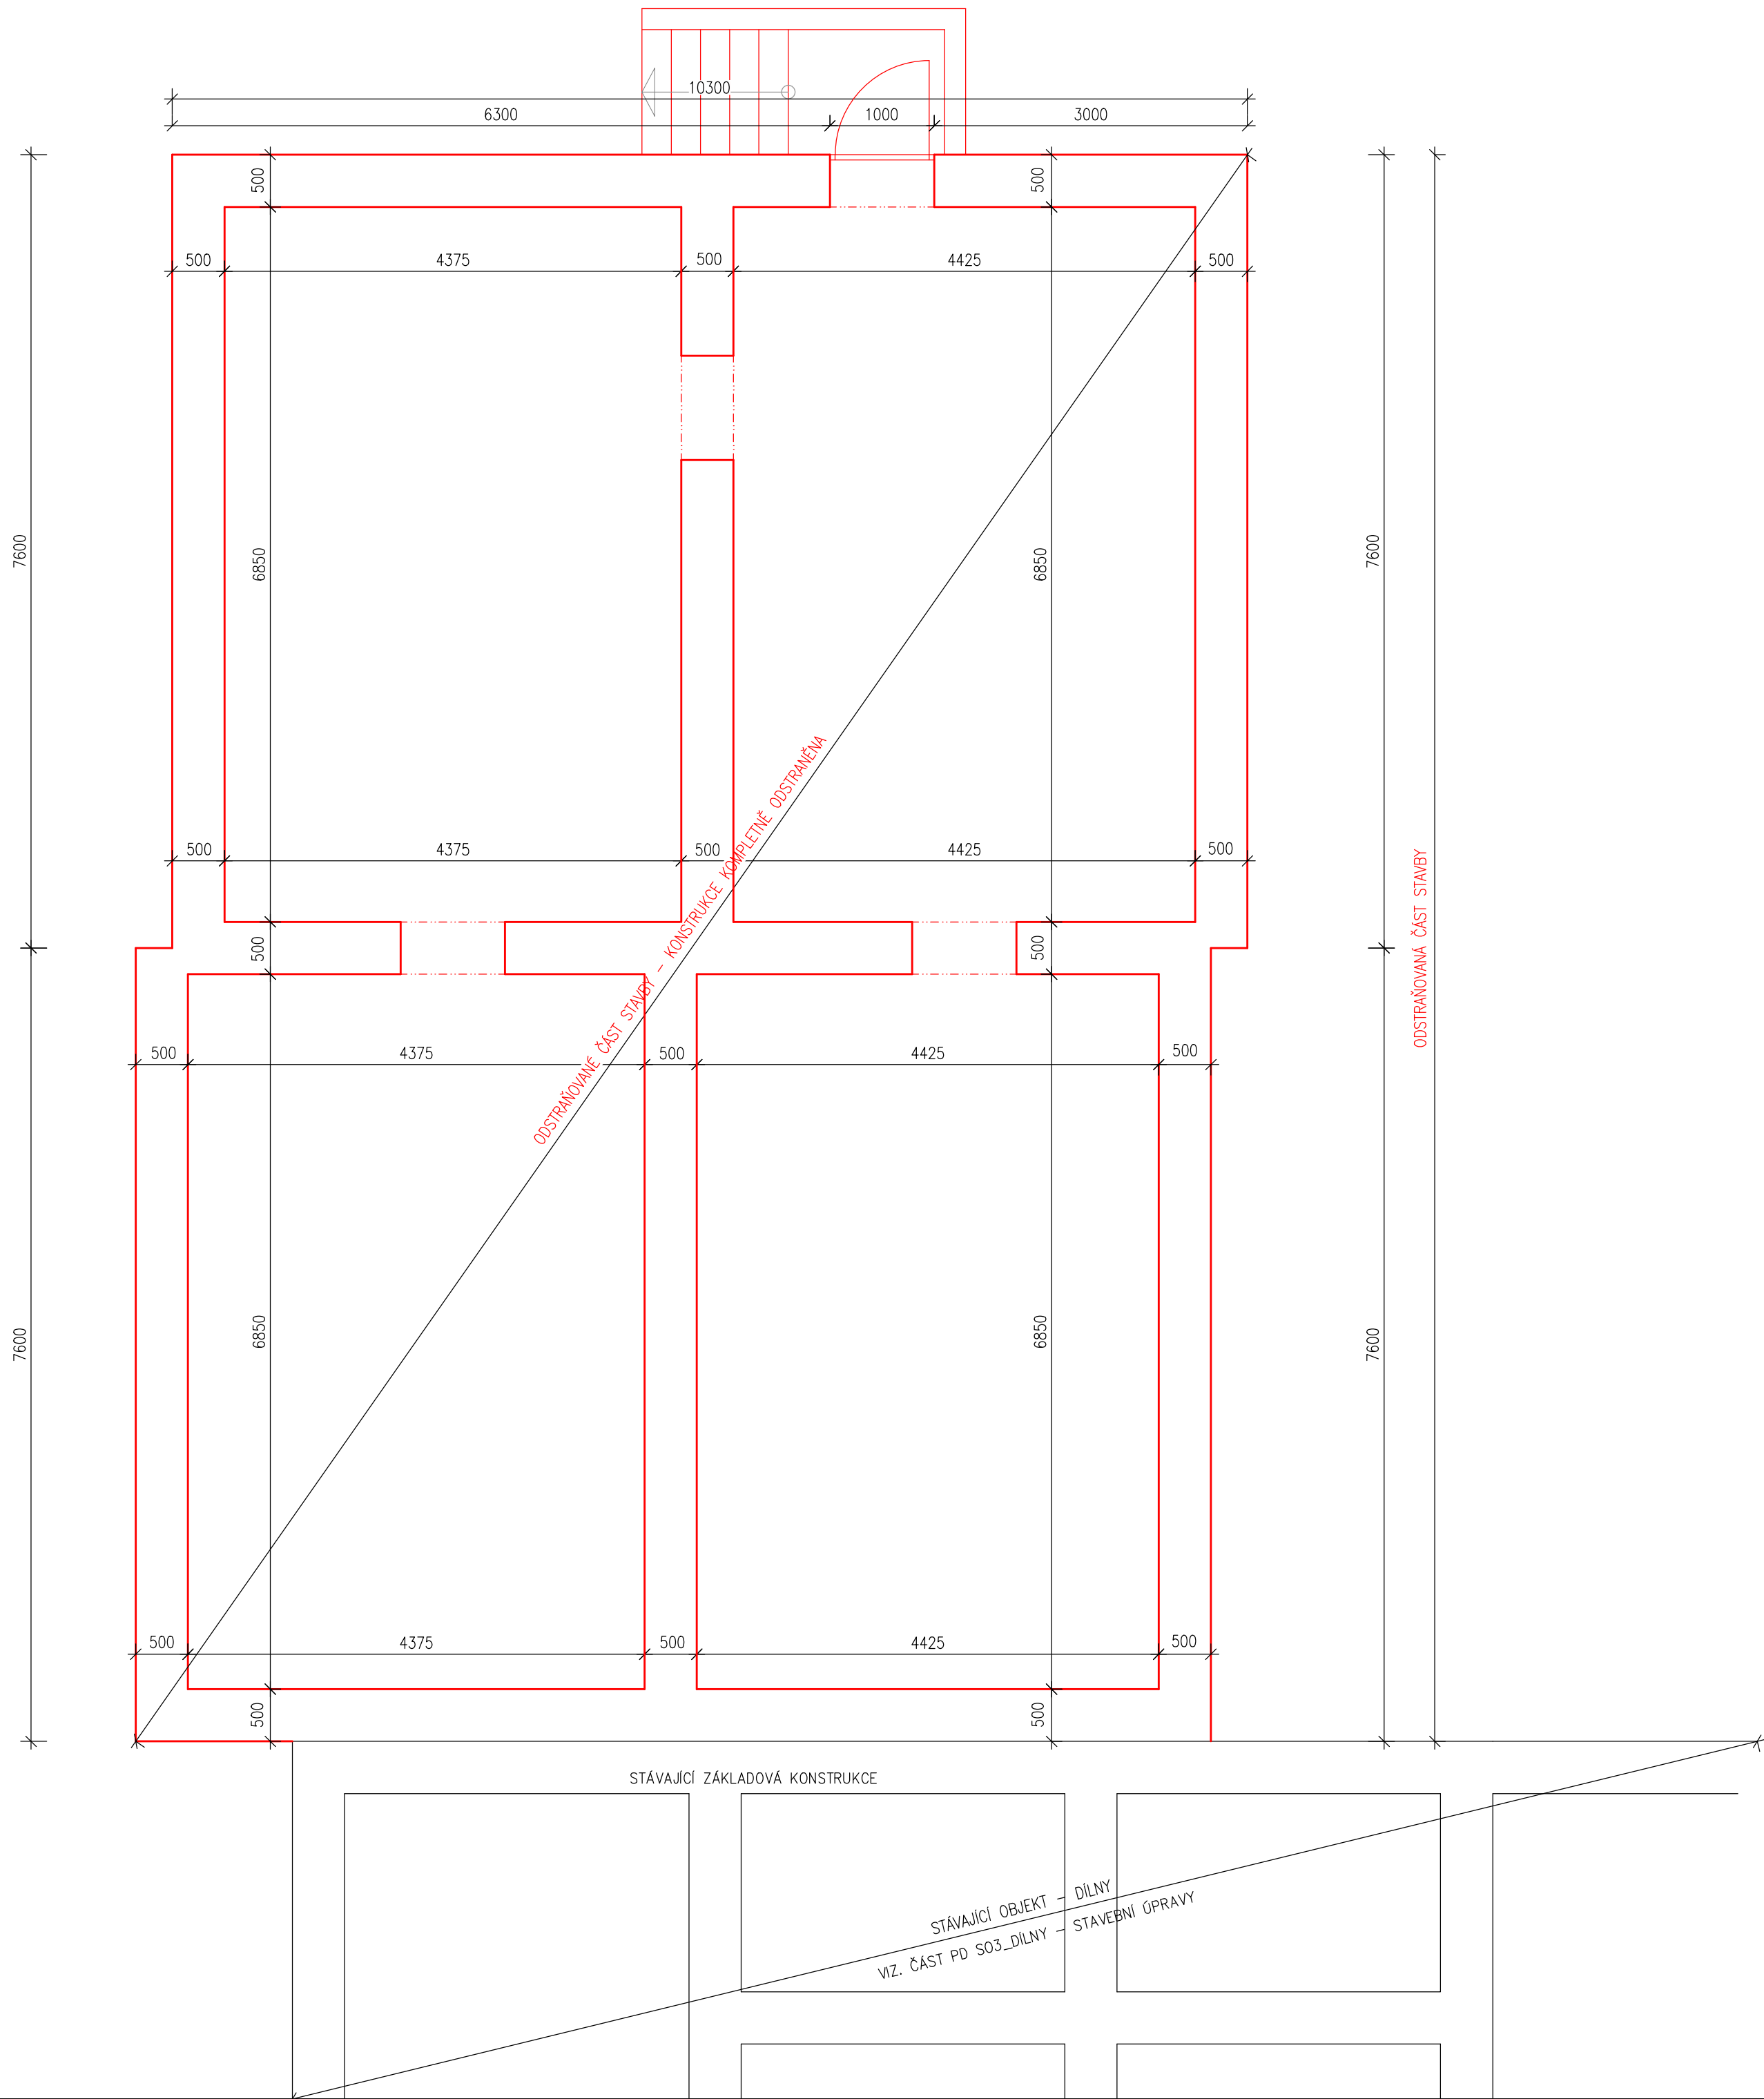 10300
6300 1000 3000
500 500
500 4375 500 4425 500
7600 6850 6850 7600
500 4375 500 4425 500
500 500
ODSTRAŇOVANÉ ČÁST STAVBY – KONSTRUKCE KOMPLETNĚ ODSTRANĚNA
ODSTRAŇOVANÁ ČÁST STAVBY
500 4375 500 4425 500
7600 6850 6850 7600
500 4375 500 4425 500
500 500
STÁVAJÍCÍ ZÁKLADOVÁ KONSTRUKCE
STÁVAJÍCÍ OBJEKT – DÍLNY
VIZ. ČÁST PD SO3_DÍLNY – STAVEBNÍ ÚPRAVY